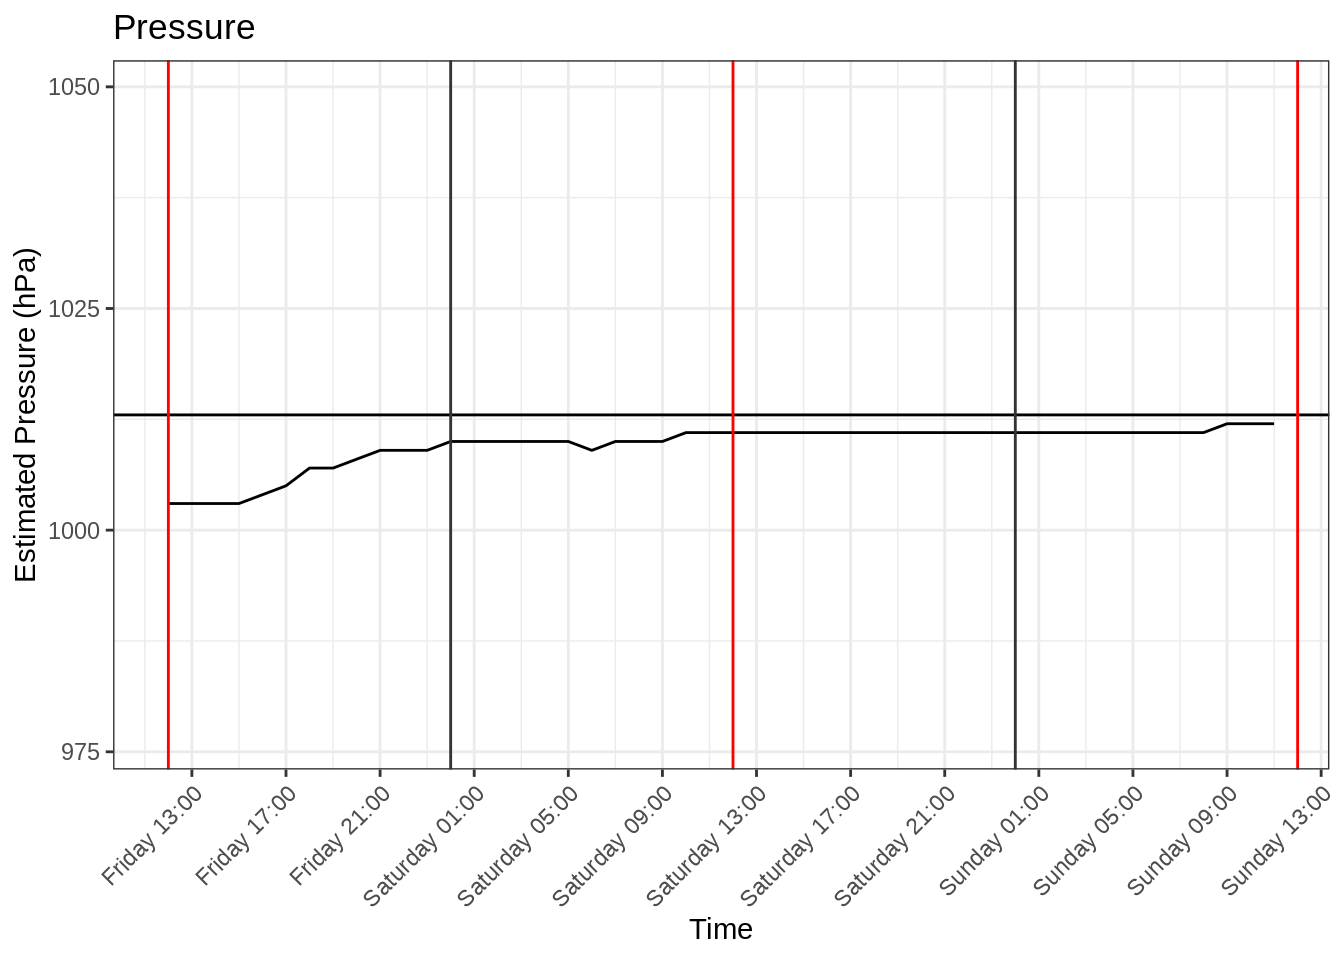 Pressure
Estimated Pressure (hPa)
1050
1025
1000
975
Friday 13:00
Friday 17:00
Friday 21:00
Saturday 01:00
Saturday 05:00
Saturday 09:00
Saturday 13:00
Saturday 17:00
Saturday 21:00
Sunday 01:00
Sunday 05:00
Sunday 09:00
Sunday 13:00
Time